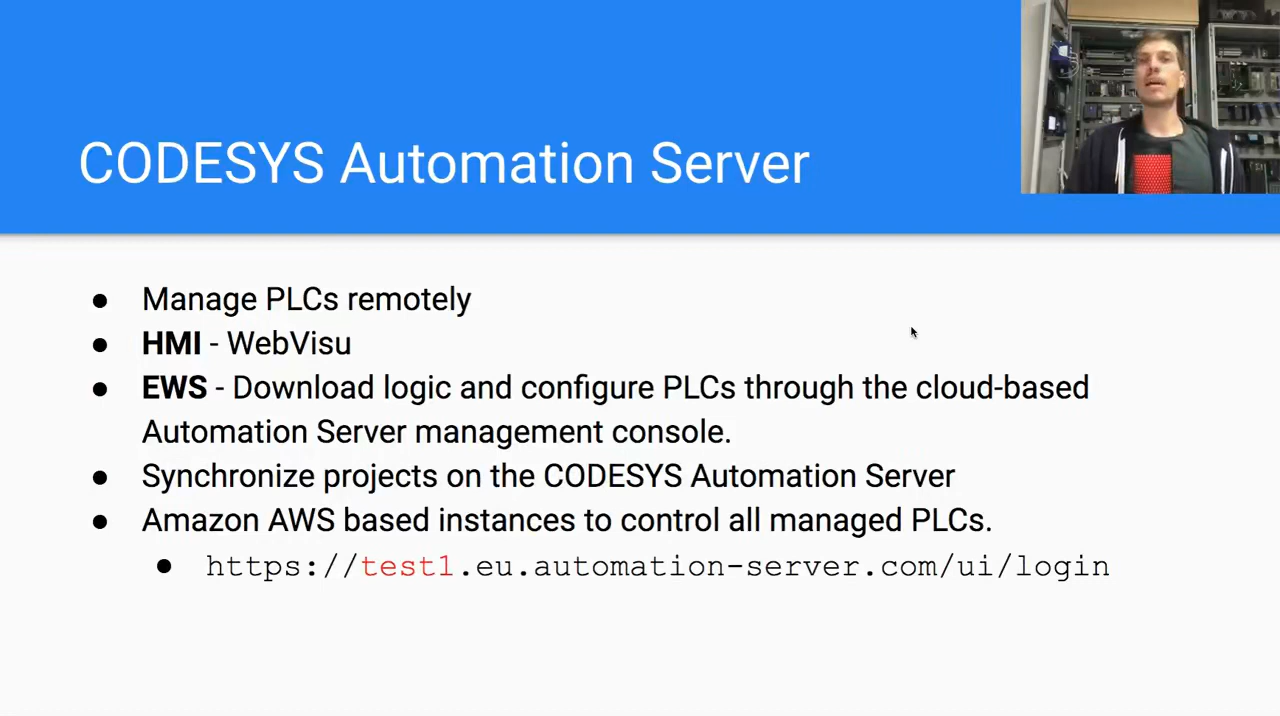 CODESYS Automation Server
● Manage PLCs remotely
● HMI - WebVisu
● EWS - Download logic and configure PLCs through the cloud-based
Automation Server management console.
● Synchronize projects on the CODESYS Automation Server
● Amazon AWS based instances to control all managed PLCs.
● https://test1.eu.automation-server.com/ui/login